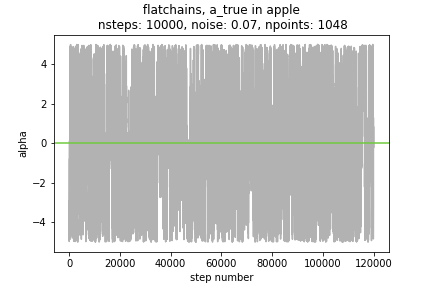 flatchains, a_true in apple
nsteps: 10000, noise: 0.07, npoints: 1048
4
2
0
−2
−4
alpha
0 20000 40000 60000 80000 100000 120000
step number